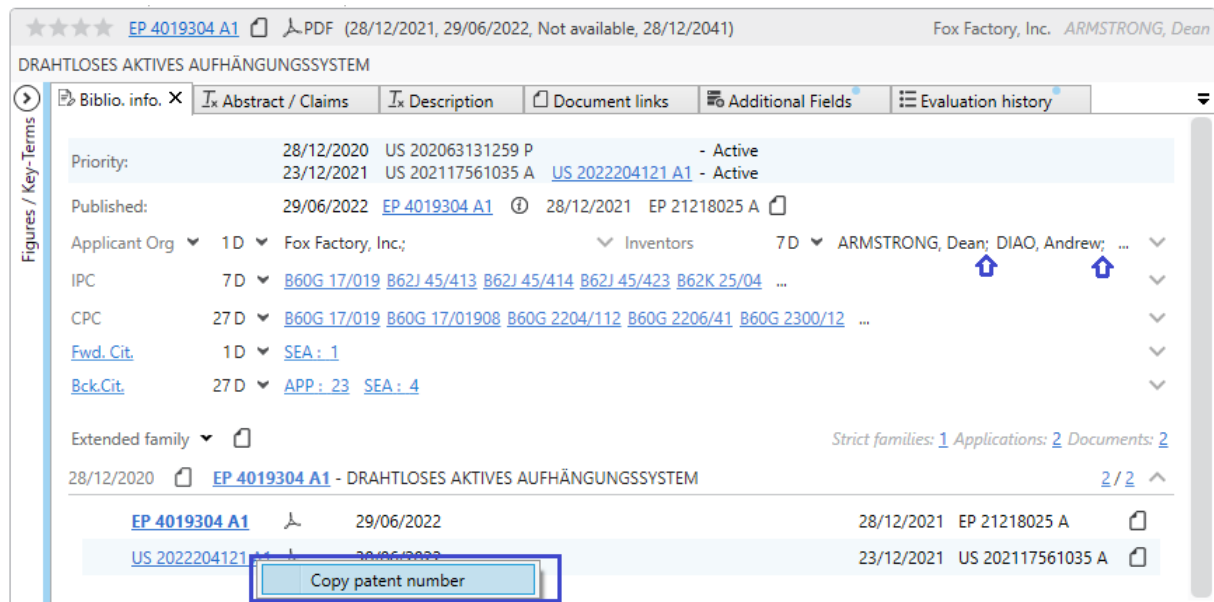 EP 4019304 A1 PDF (28/12/2021, 29/06/2022, Not available, 28/12/2041) Fox Factory, Inc. ARMSTRONG, Dean
DRAHTLOSES AKTIVES AUFHÄNGUNGSSYSTEM
Figures / Key-Terms
Biblio. info. X Abstract / Claims Description Document links Additional Fields Evaluation history
Priority: 28/12/2020 US 202063131259 P - Active
23/12/2021 US 202117561035 A US 2022204121 A1 - Active
Published: 29/06/2022 EP 4019304 A1 28/12/2021 EP 21218025 A
Applicant Org 1 D Fox Factory, Inc.; Inventors 7 D ARMSTRONG, Dean; DIAO, Andrew; ...
IPC 7 D B60G 17/019 B62J 45/413 B62J 45/414 B62J 45/423 B62K 25/04 ...
CPC 27 D B60G 17/019 B60G 17/01908 B60G 2204/112 B60G 2206/41 B60G 2300/12 ...
Fwd. Cit. 1 D SEA : 1
Bck.Cit. 27 D APP : 23 SEA : 4
Extended family Strict families: 1 Applications: 2 Documents: 2
28/12/2020 EP 4019304 A1 - DRAHTLOSES AKTIVES AUFHÄNGUNGSSYSTEM 2 / 2
EP 4019304 A1 29/06/2022 28/12/2021 EP 21218025 A
US 2022204121 A1 23/12/2021 US 202117561035 A
Copy patent number